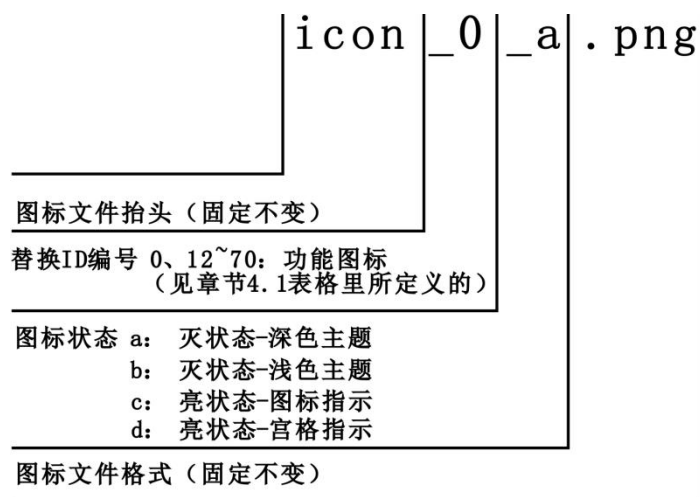 icon_0_a.png
图标文件抬头（固定不变）
替换ID编号 0、12~70: 功能图标
（见章节4.1表格里所定义的）
图标状态 a: 灭状态-深色主题
b: 灭状态-浅色主题
c: 亮状态-图标指示
d: 亮状态-宫格指示
图标文件格式（固定不变）